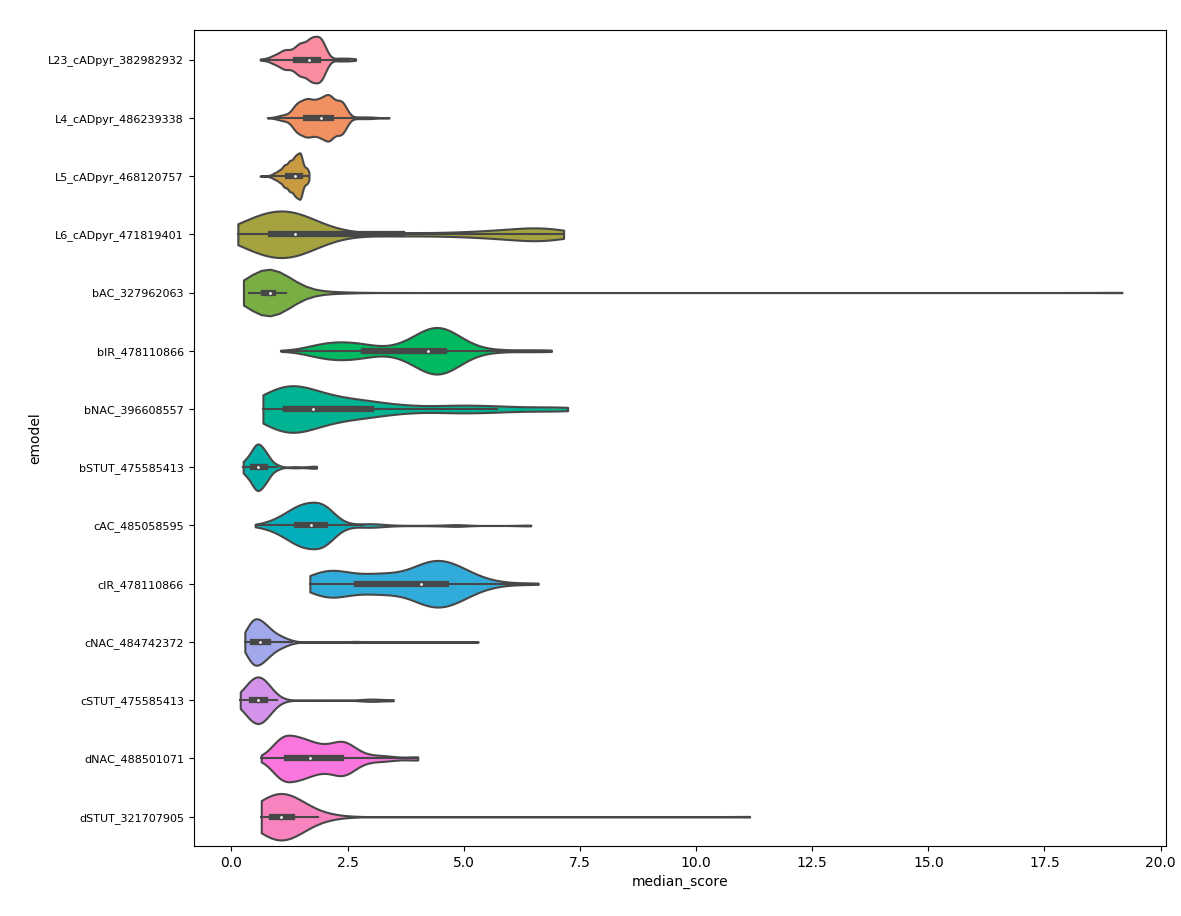 L23_cADpyr_382982932
L4_cADpyr_486239338
L5_cADpyr_468120757
L6_cADpyr_471819401
bAC_327962063
bIR_478110866
bNAC_396608557
bSTUT_475585413
cAC_485058595
cIR_478110866
cNAC_484742372
cSTUT_475585413
dNAC_488501071
dSTUT_321707905
emodel
0.0 2.5 5.0 7.5 10.0 12.5 15.0 17.5 20.0
median_score